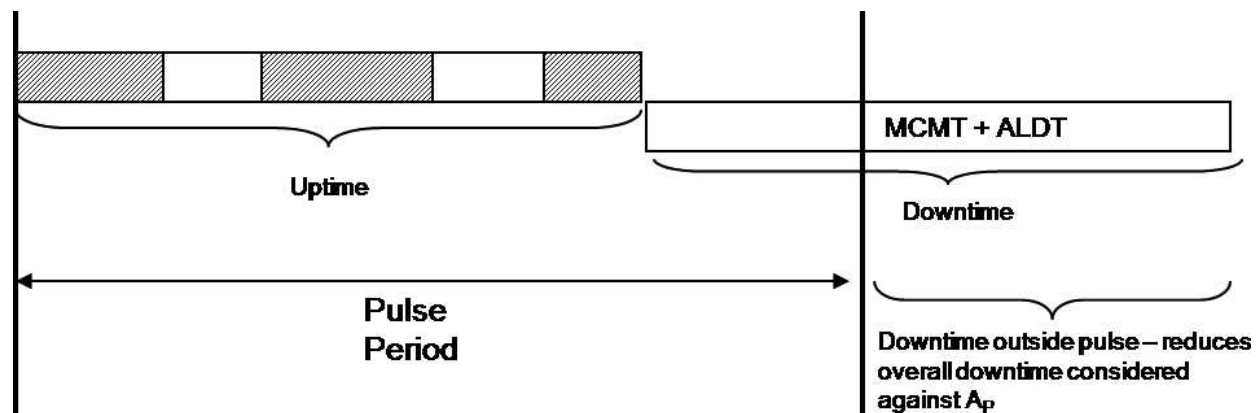 MCMT + ALDT
Uptime
Downtime
Pulse
Period
Downtime outside pulse – reduces
overall downtime considered
against AP